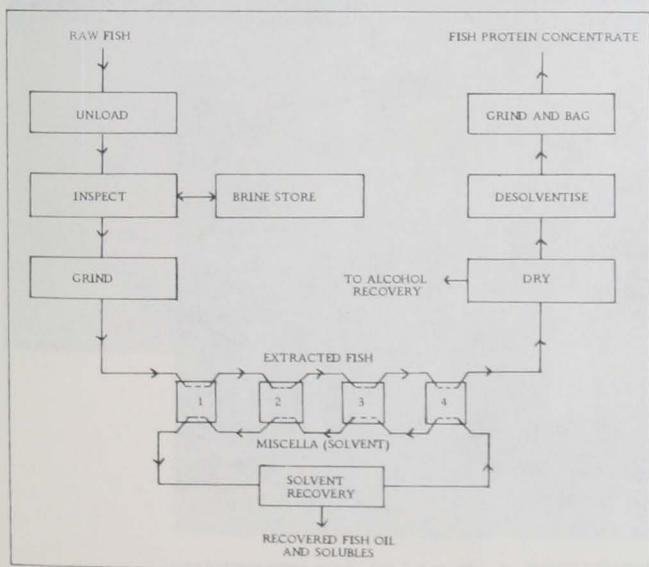 RAW FISH
UNLOAD
INSPECT
BRINE STORE
GRIND
EXTRACTED FISH
1
2
3
4
MISCELLA (SOLVENT)
SOLVENT
RECOVERY
RECOVERED FISH OIL
AND SOLUBLES
TO ALCOHOL
RECOVERY
DRY
DESOLVENTISE
GRIND AND BAG
FISH PROTEIN CONCENTRATE